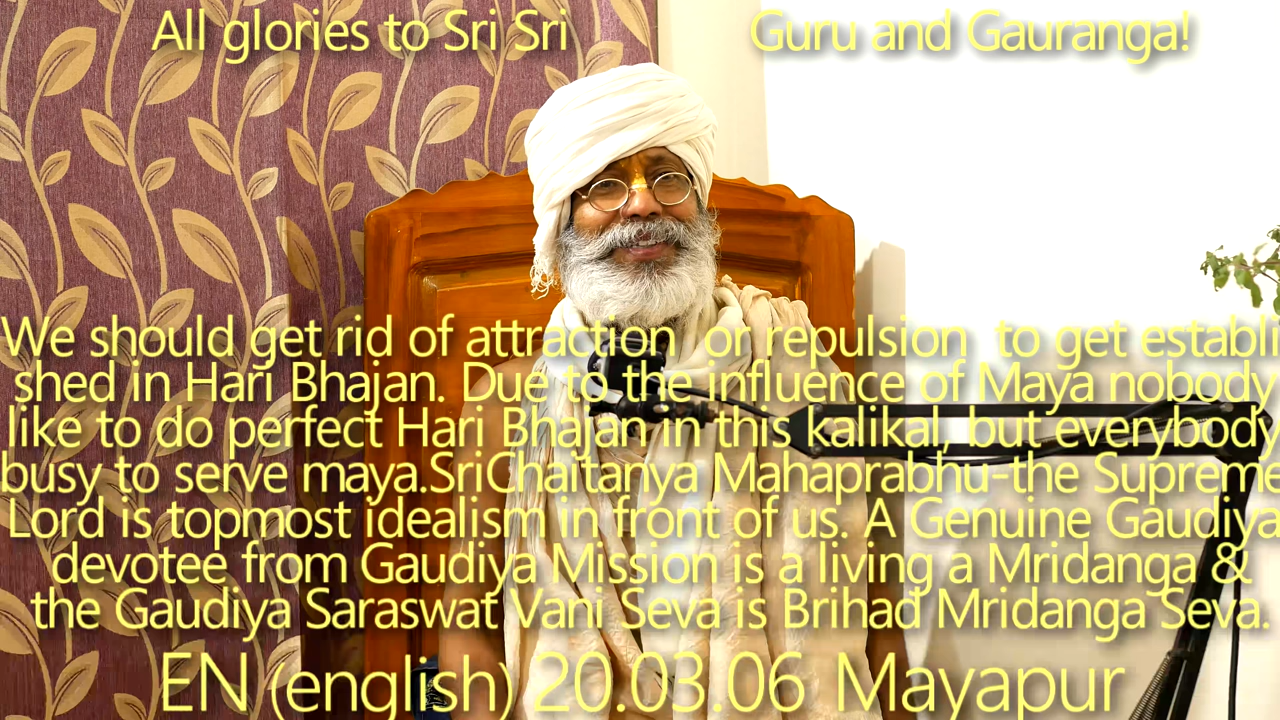 All glories to Sri Sri Guru and Gauranga!
We should get rid of attraction or repulsion to get establi
shed in Hari Bhajan. Due to the influence of Maya nobody
like to do perfect Hari Bhajan in this kalikal, but everybody
busy to serve maya.SriChaitanya Mahaprabhu-the Supreme
Lord is topmost idealism in front of us. A Genuine Gaudiya
devotee from Gaudiya Mission is a living a Mridanga &
the Gaudiya Saraswat Vani Seva is Brihad Mridanga Seva.
EN (english) 20.03.06 Mayapur